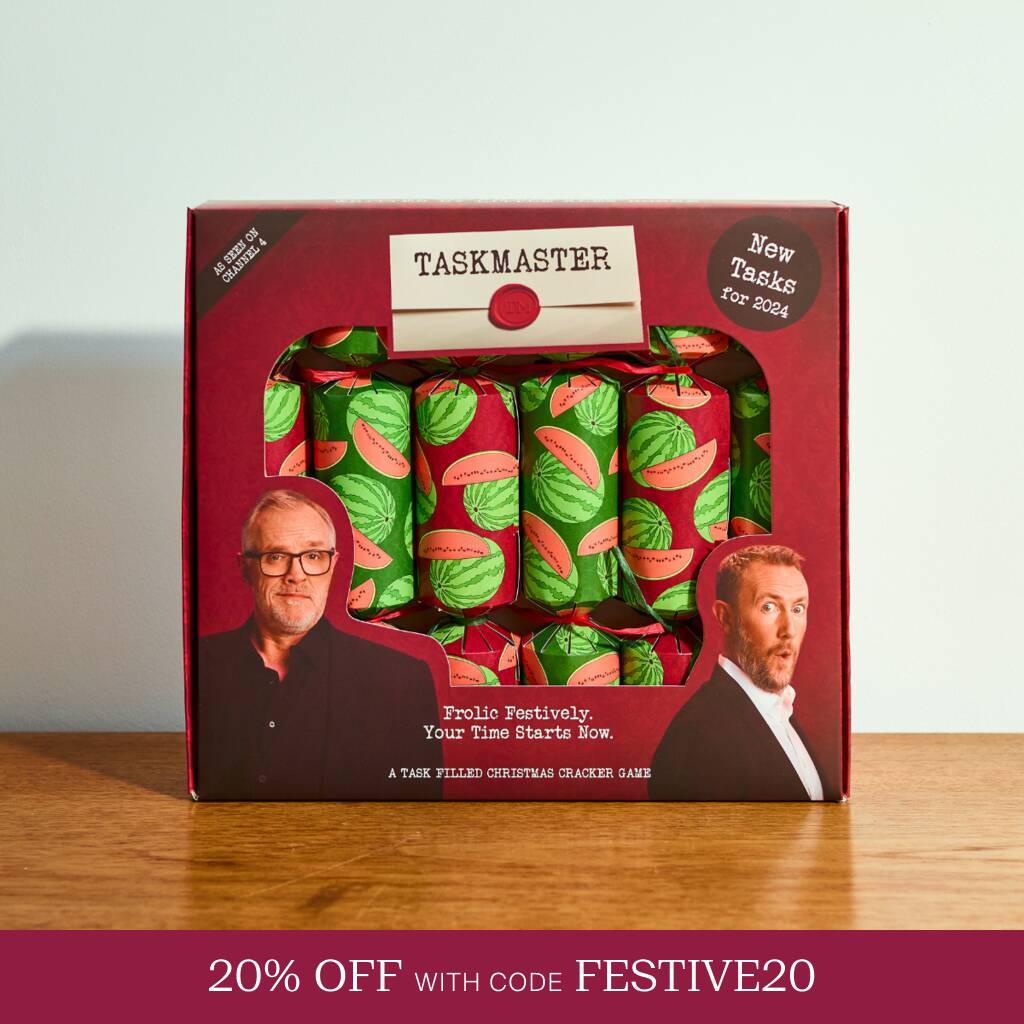 AS SEEN ON
CHANNEL 4
TASKMASTER
TM
New
Tasks
for 2024
Frolic Festively.
Your Time Starts Now.
A TASK FILLED CHRISTMAS CRACKER GAME
20% OFF WITH CODE FESTIVE20